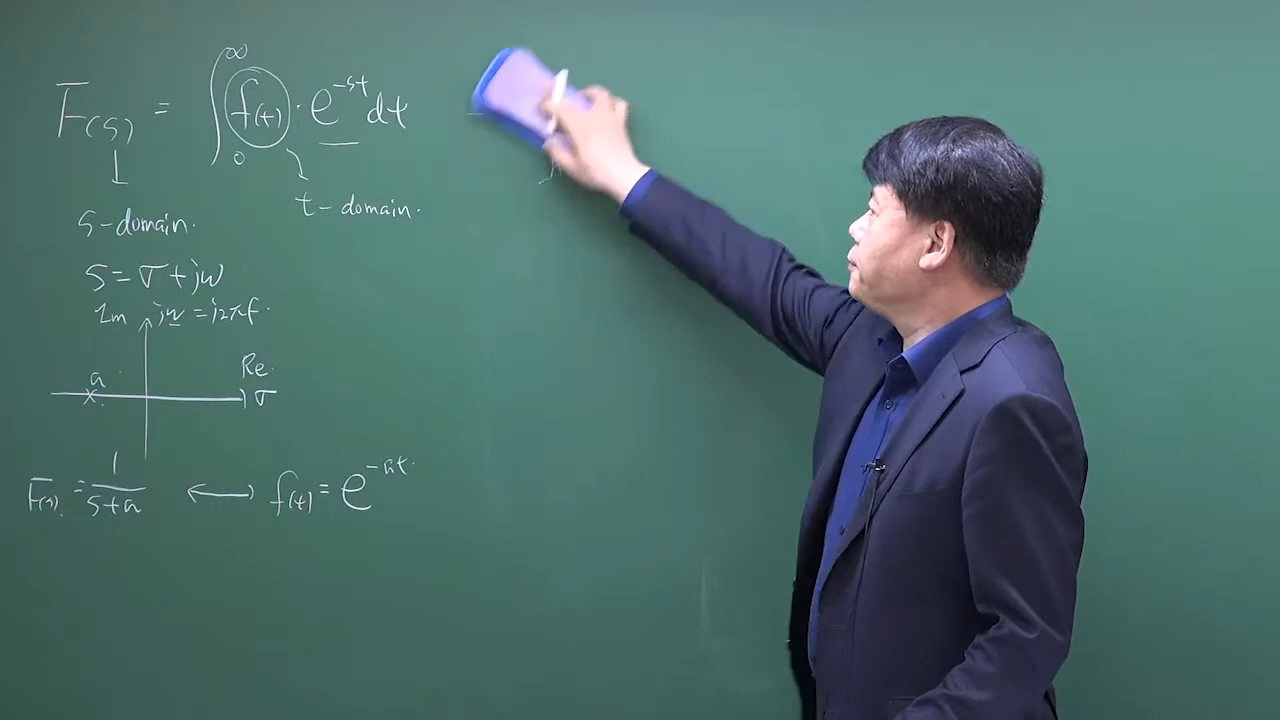 F(s) = ∫₀^∞ f(t) · e^{-st} dt
t-domain.
s-domain.
s = σ + jω
Im jω = j2πf.
Re.
a
σ
F(s) = 1/(s+a) ⟷ f(t) = e^{-at}.